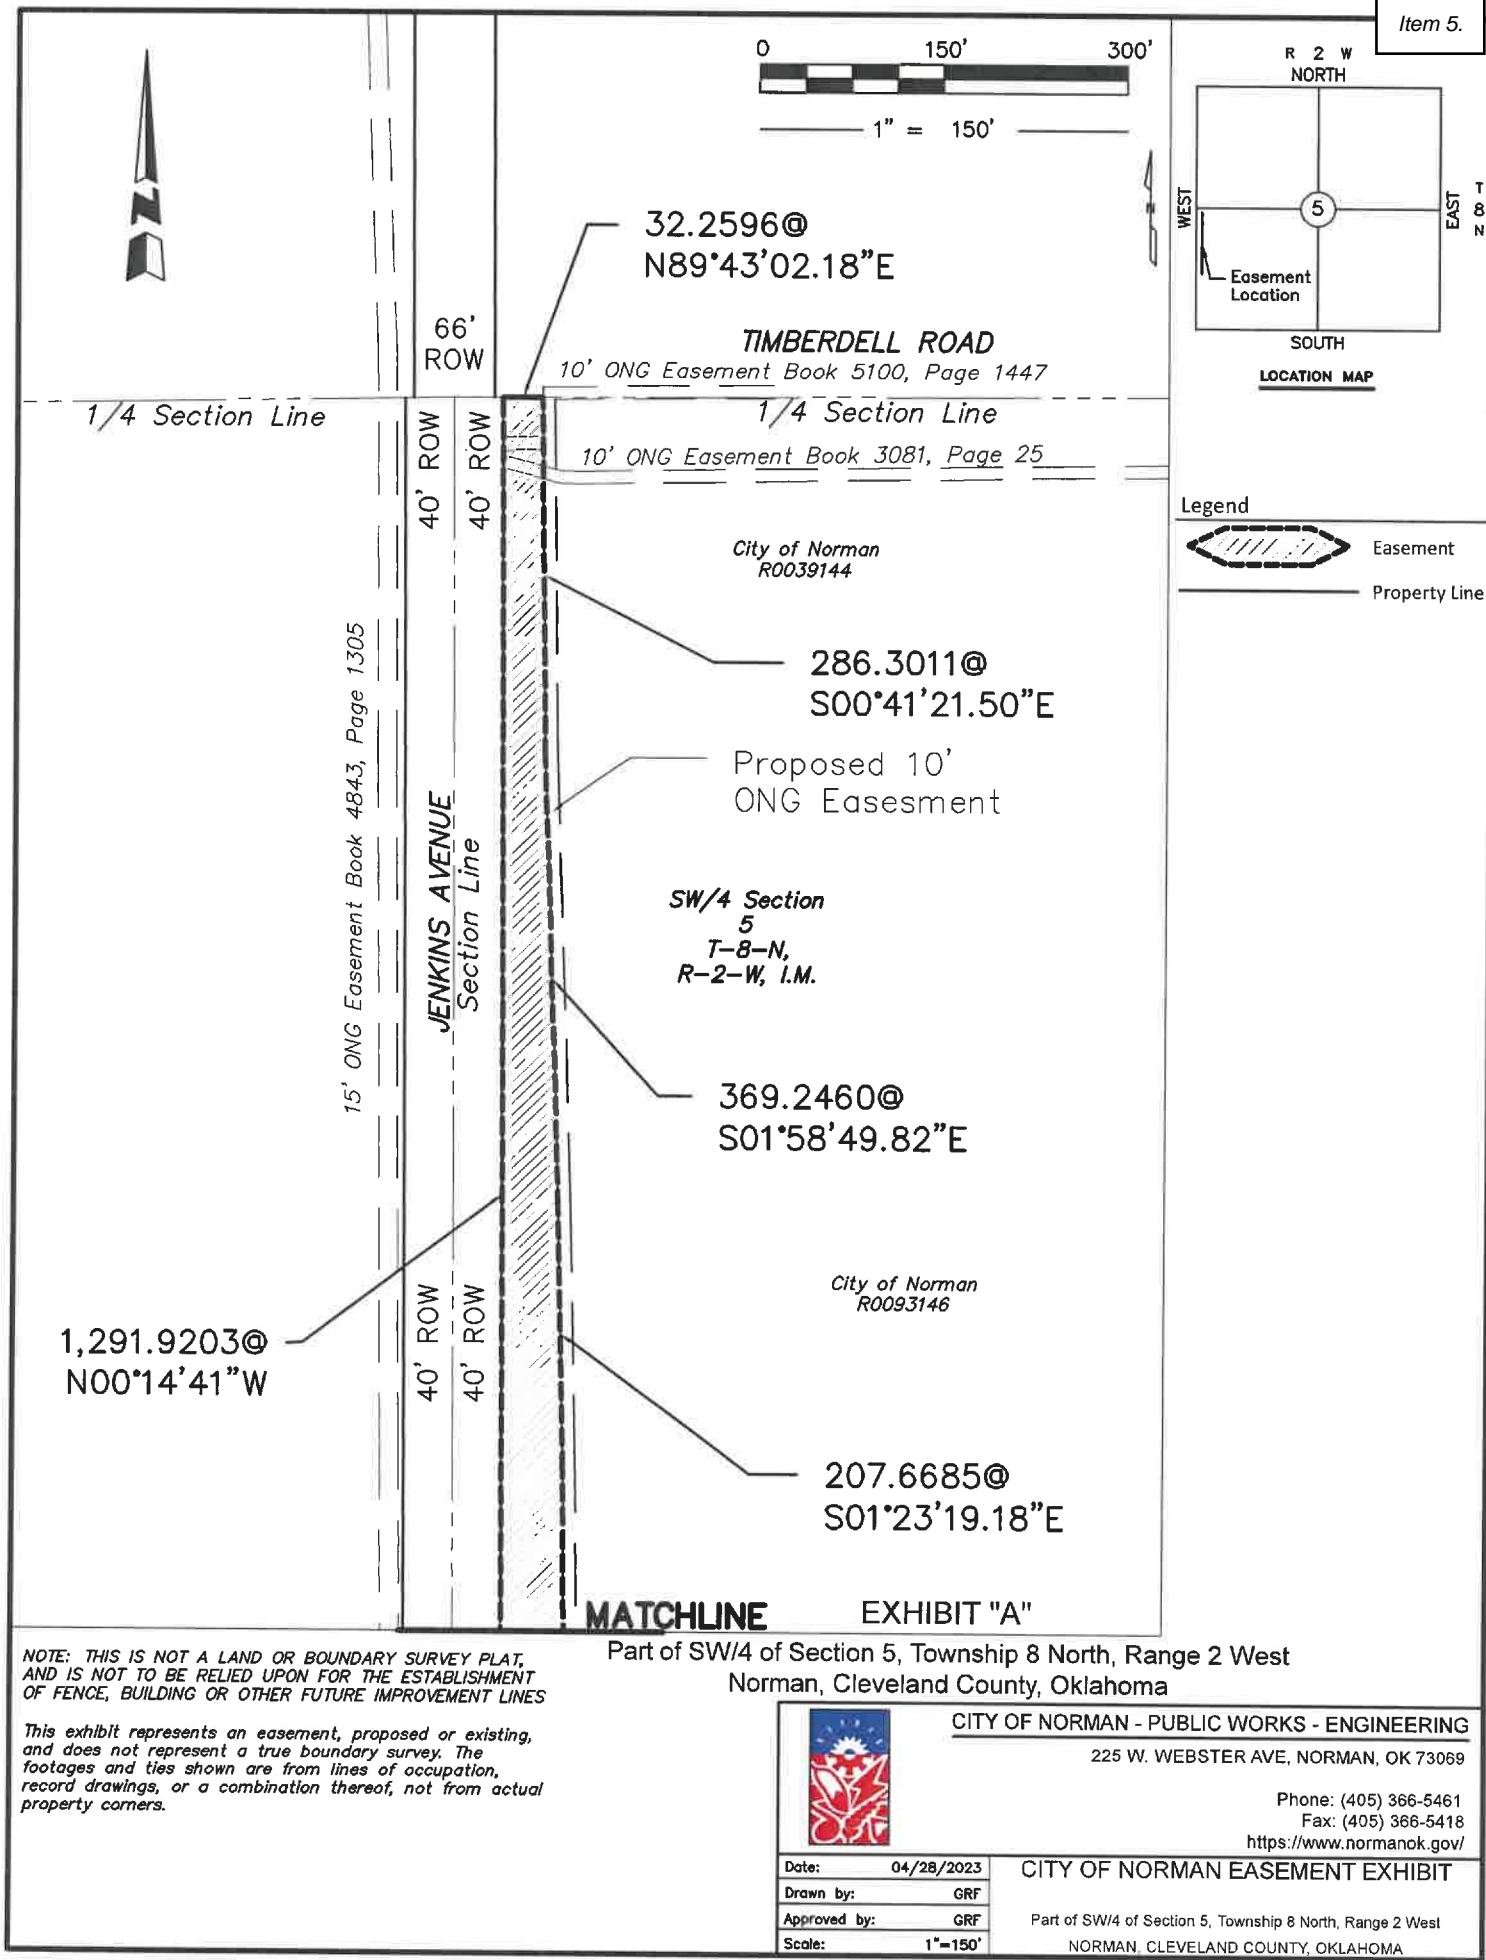 Item 5.
0 150' 300'
1" = 150'
R 2 W
NORTH
WEST
5
EAST
T
8
N
Easement
Location
SOUTH
LOCATION MAP
N
N
32.2596@
N89°43'02.18"E
66'
ROW
TIMBERDELL ROAD
10' ONG Easement Book 5100, Page 1447
1/4 Section Line
1/4 Section Line
40' ROW
40' ROW
10' ONG Easement Book 3081, Page 25
Legend
Easement
Property Line
City of Norman
R0039144
286.3011@
S00°41'21.50"E
15' ONG Easement Book 4843, Page 1305
Proposed 10'
ONG Easesment
JENKINS AVENUE
Section Line
SW/4 Section
5
T-8-N,
R-2-W, I.M.
369.2460@
S01°58'49.82"E
City of Norman
R0093146
40' ROW
40' ROW
1,291.9203@
N00°14'41"W
207.6685@
S01°23'19.18"E
MATCHLINE
EXHIBIT "A"
Part of SW/4 of Section 5, Township 8 North, Range 2 West
Norman, Cleveland County, Oklahoma
NOTE: THIS IS NOT A LAND OR BOUNDARY SURVEY PLAT,
AND IS NOT TO BE RELIED UPON FOR THE ESTABLISHMENT
OF FENCE, BUILDING OR OTHER FUTURE IMPROVEMENT LINES
This exhibit represents an easement, proposed or existing,
and does not represent a true boundary survey. The
footages and ties shown are from lines of occupation,
record drawings, or a combination thereof, not from actual
property corners.
CITY OF NORMAN - PUBLIC WORKS - ENGINEERING
225 W. WEBSTER AVE, NORMAN, OK 73069
Phone: (405) 366-5461
Fax: (405) 366-5418
https://www.normanok.gov/
Date: 04/28/2023
Drawn by: GRF
Approved by: GRF
Scale: 1"=150'
CITY OF NORMAN EASEMENT EXHIBIT
Part of SW/4 of Section 5, Township 8 North, Range 2 West
NORMAN, CLEVELAND COUNTY, OKLAHOMA